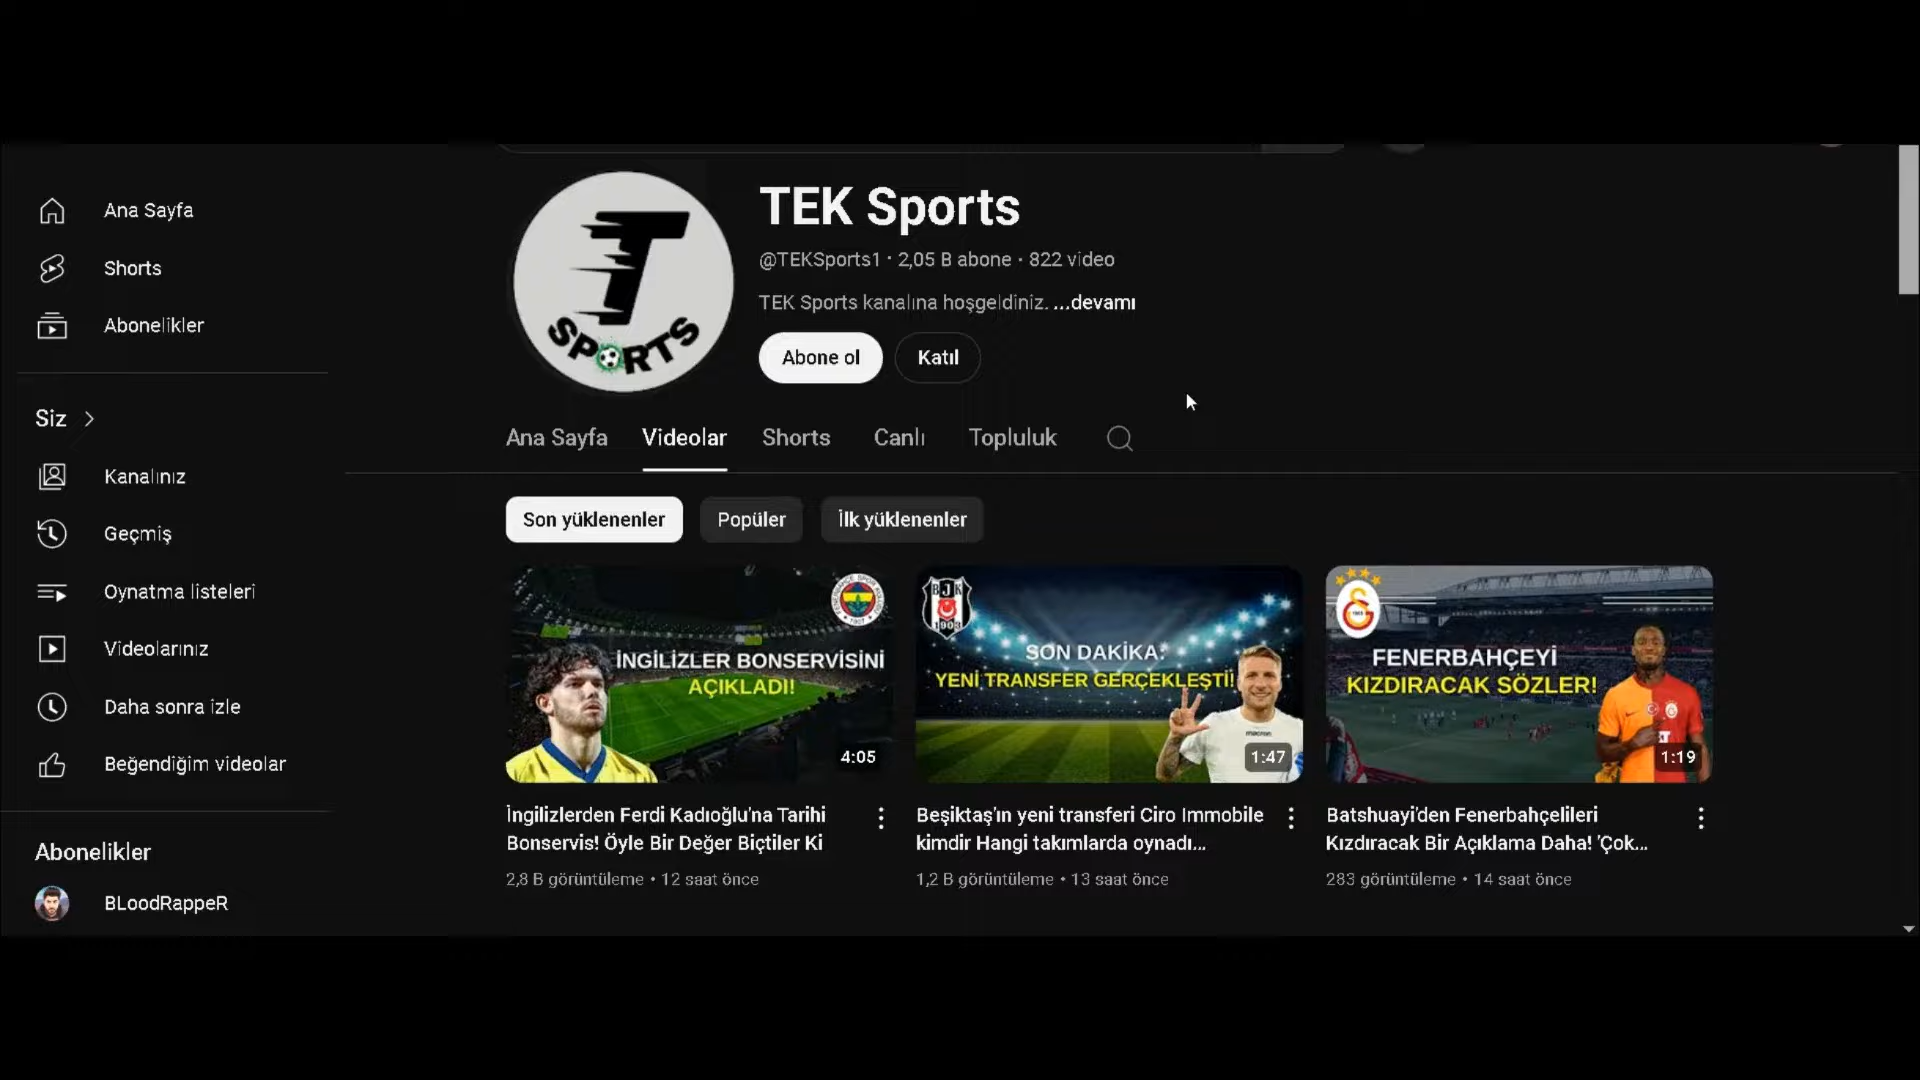 Ana Sayfa
Shorts
Abonelikler
Siz
Kanalınız
Geçmiş
Oynatma listeleri
Videolarınız
Daha sonra izle
Beğendiğim videolar
Abonelikler
BLoodRappeR
T
SPORTS
TEK Sports
@TEKSports1 • 2,05 B abone • 822 video
TEK Sports kanalına hoşgeldiniz. ...devamı
Abone ol
Katıl
Ana Sayfa
Videolar
Shorts
Canlı
Topluluk
Son yüklenenler
Popüler
İlk yüklenenler
İNGİLİZLER BONSERVİSİNİ
AÇIKLADI!
4:05
İngilizlerden Ferdi Kadıoğlu'na Tarihi
Bonservis! Öyle Bir Değer Biçtiler Ki
2,8 B görüntüleme • 12 saat önce
BJK
1903
SON DAKİKA:
YENİ TRANSFER GERÇEKLEŞTİ!
macron
1:47
Beşiktaş'ın yeni transferi Ciro Immobile
kimdir Hangi takımlarda oynadı...
1,2 B görüntüleme • 13 saat önce
FENERBAHÇEYİ
KIZDIRACAK SÖZLER!
1:19
Batshuayi'den Fenerbahçelileri
Kızdıracak Bir Açıklama Daha! 'Çok...
283 görüntüleme • 14 saat önce